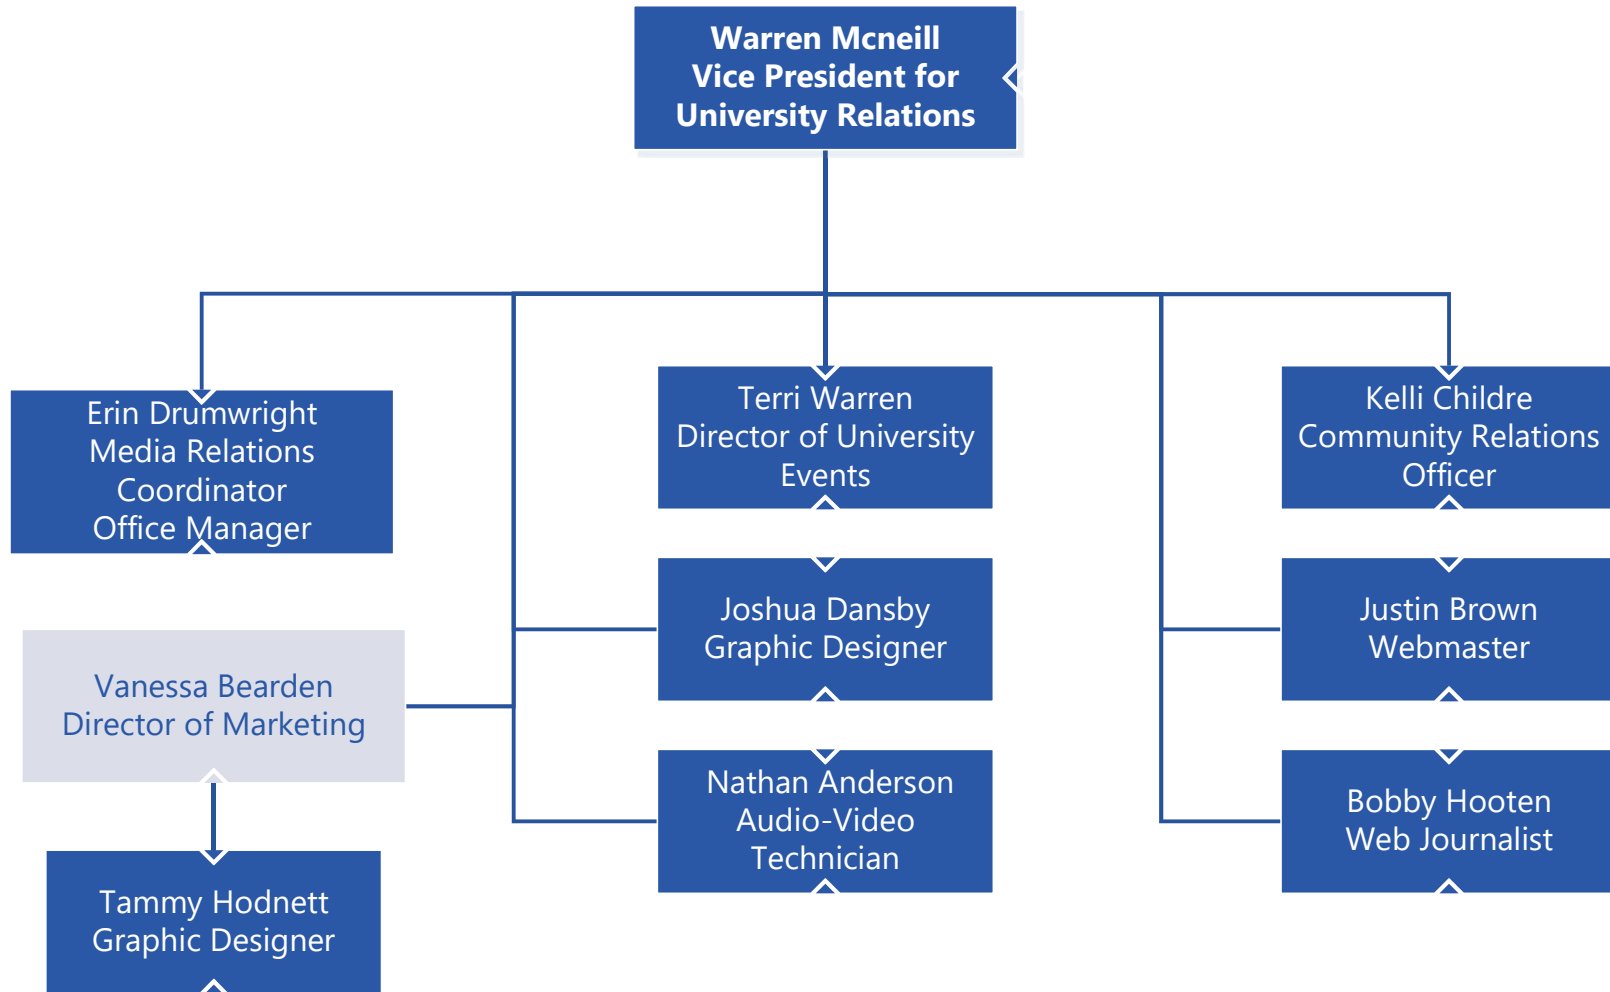 Warren Mcneill
Vice President for
University Relations
Erin Drumwright
Media Relations
Coordinator
Office Manager
Terri Warren
Director of University
Events
Kelli Childre
Community Relations
Officer
Joshua Dansby
Graphic Designer
Justin Brown
Webmaster
Vanessa Bearden
Director of Marketing
Nathan Anderson
Audio-Video
Technician
Bobby Hooten
Web Journalist
Tammy Hodnett
Graphic Designer